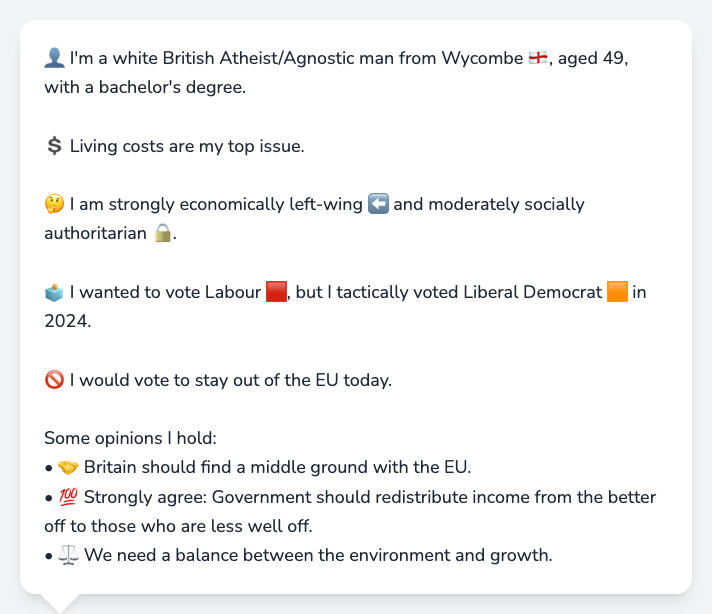 👤 I'm a white British Atheist/Agnostic man from Wycombe 🏴󠁧󠁢󠁥󠁮󠁧󠁿, aged 49,
with a bachelor's degree.
💲 Living costs are my top issue.
🤔 I am strongly economically left-wing ⬅️ and moderately socially
authoritarian 🔒.
🗳️ I wanted to vote Labour 🟥, but I tactically voted Liberal Democrat 🟧 in
2024.
🚫 I would vote to stay out of the EU today.
Some opinions I hold:
• 🤝 Britain should find a middle ground with the EU.
• 💯 Strongly agree: Government should redistribute income from the better
off to those who are less well off.
• ⚖️ We need a balance between the environment and growth.